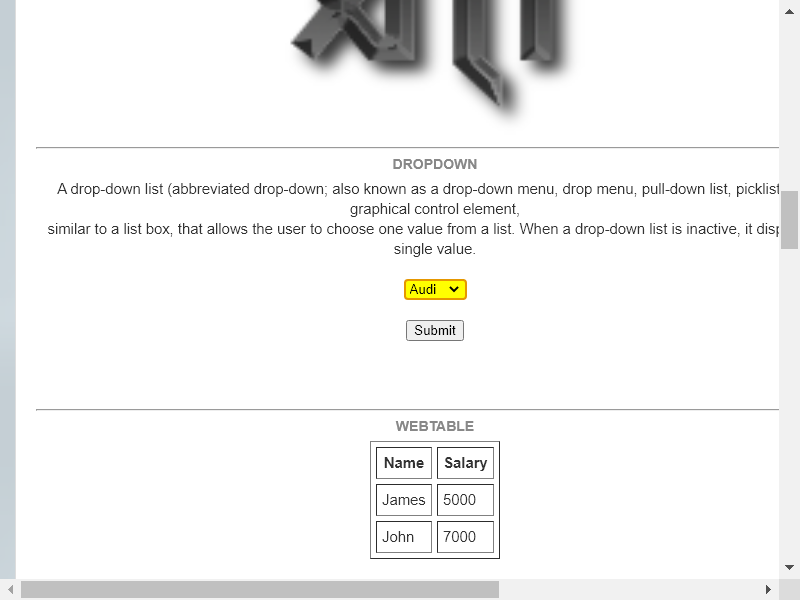 DROPDOWN
A drop-down list (abbreviated drop-down; also known as a drop-down menu, drop menu, pull-down list, picklist
graphical control element,
similar to a list box, that allows the user to choose one value from a list. When a drop-down list is inactive, it
single value.
Audi
Submit
WEBTABLE
Name Salary
James 5000
John 7000